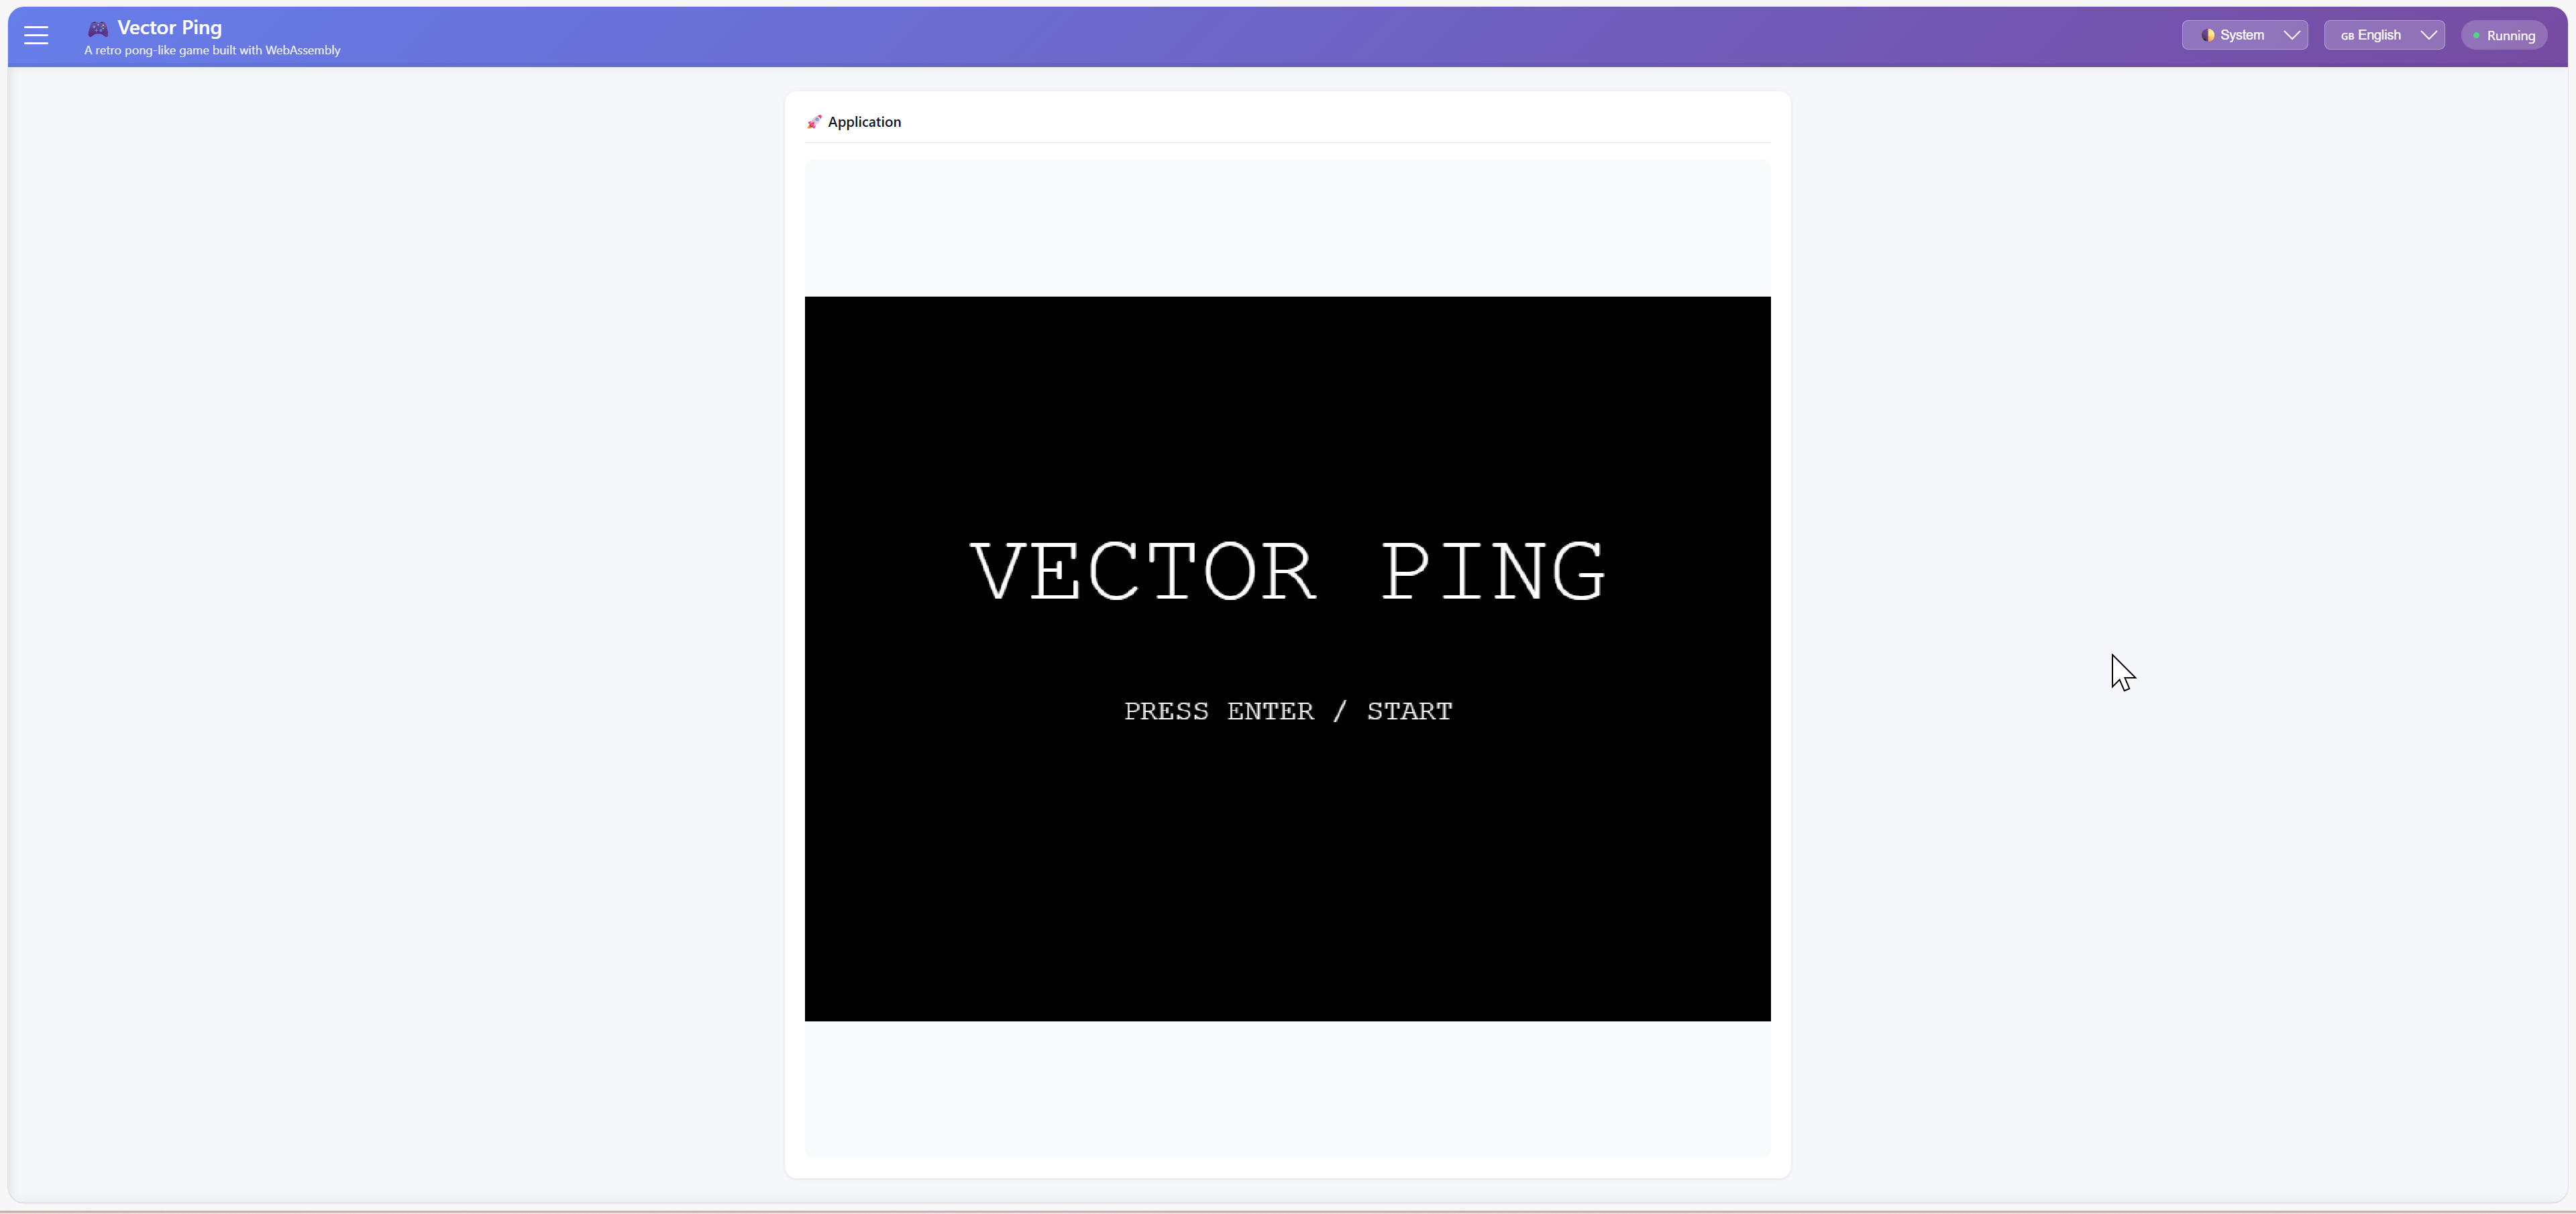 Vector Ping
A retro pong-like game built with WebAssembly
System
GB English
Running
Application
VECTOR PING
PRESS ENTER / START